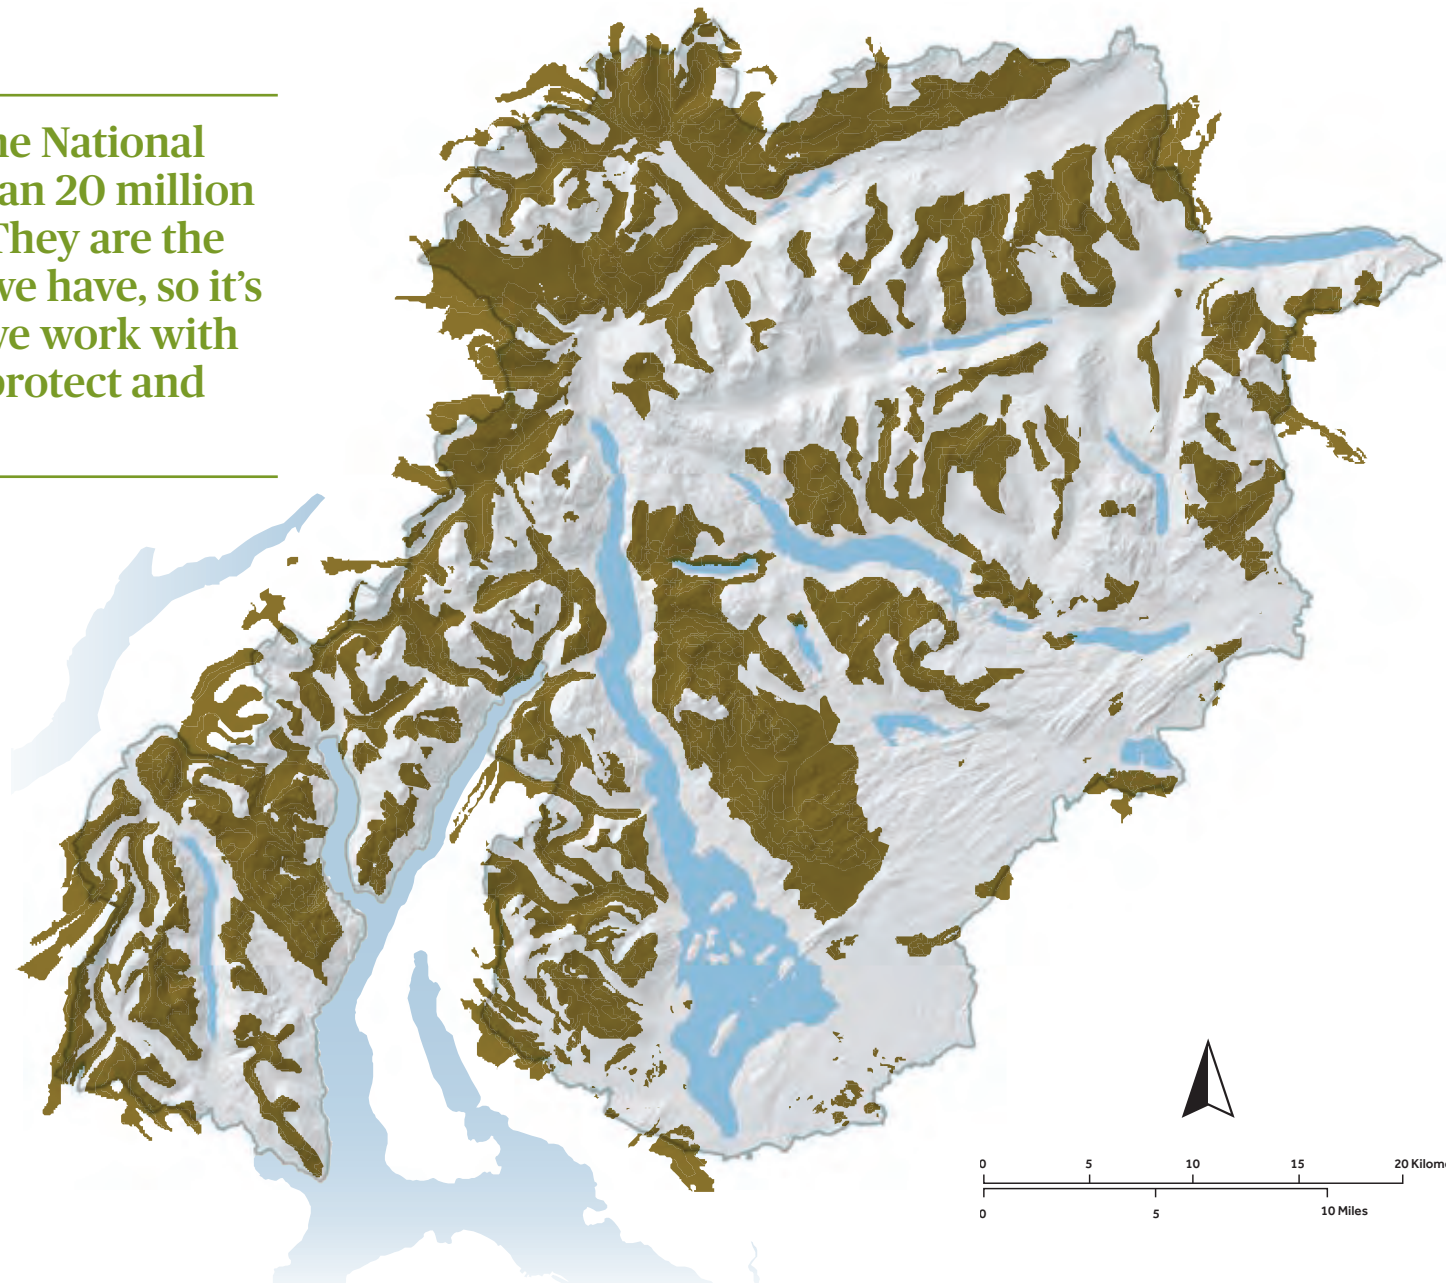 he National
an 20 million
They are the
we have, so it's
we work with
protect and
0 5 10 15 20 Kilom
0 5 10 Miles